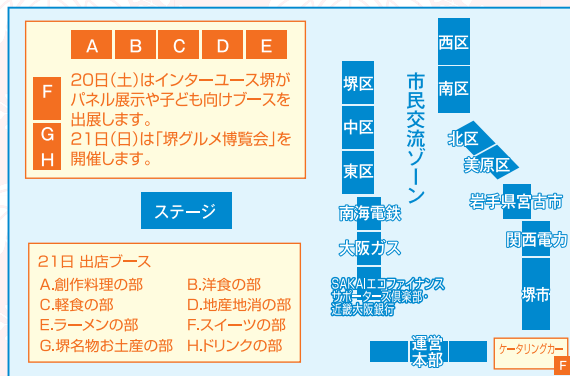 A B C D E
F
G
H
20日(土)はインターユース堺が
パネル展示や子ども向けブースを
出展します。
21日(日)は「堺グルメ博覧会」を
開催します。
ステージ
21日 出店ブース
A.創作料理の部 B.洋食の部
C.軽食の部 D.地産地消の部
E.ラーメンの部 F.スイーツの部
G.堺名物お土産の部 H.ドリンクの部
堺区
中区
東区
南海電鉄
大阪ガス
SAKAIエコファイナンス
サポーターズ倶楽部・
近畿大阪銀行
市民交流ゾーン
西区
南区
北区
美原区
岩手県宮古市
関西電力
堺市
運営
本部
ケータリングカー
F